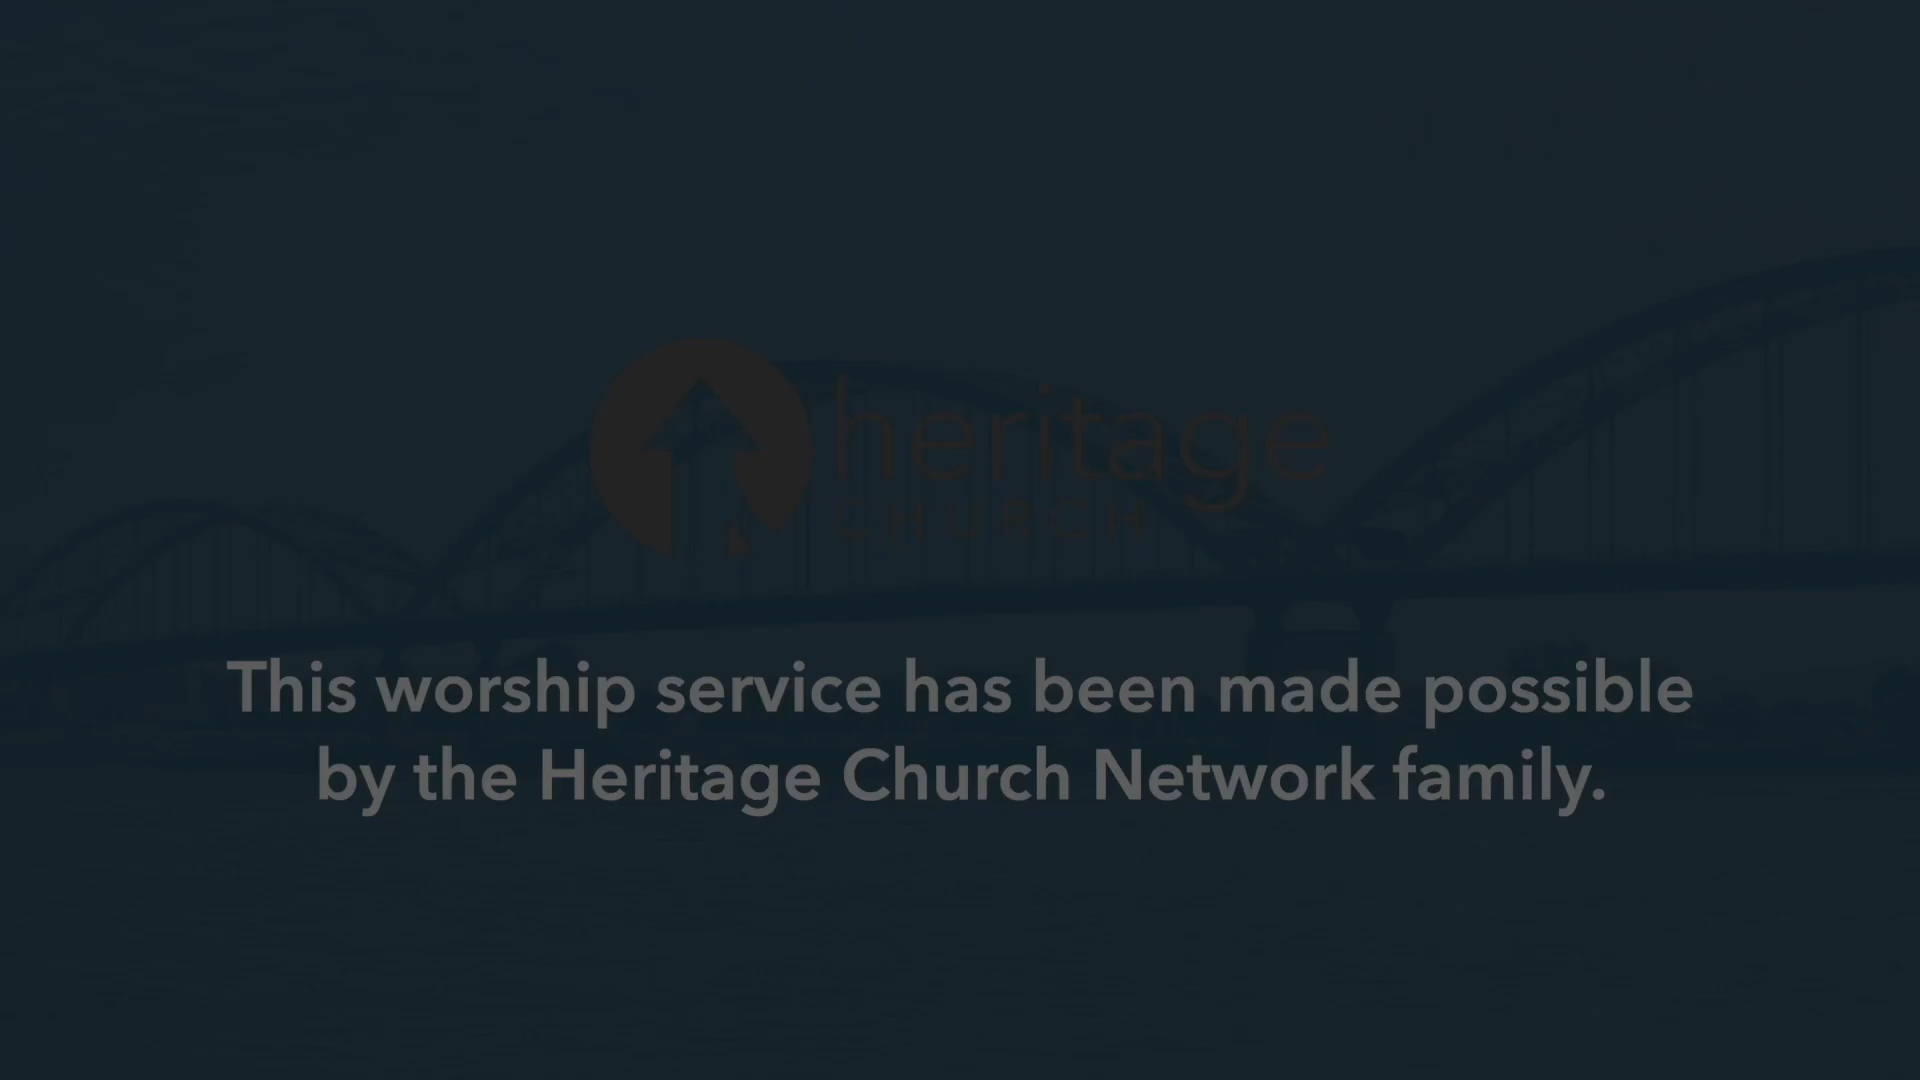 heritage
CHURCH
This worship service has been made possible
by the Heritage Church Network family.